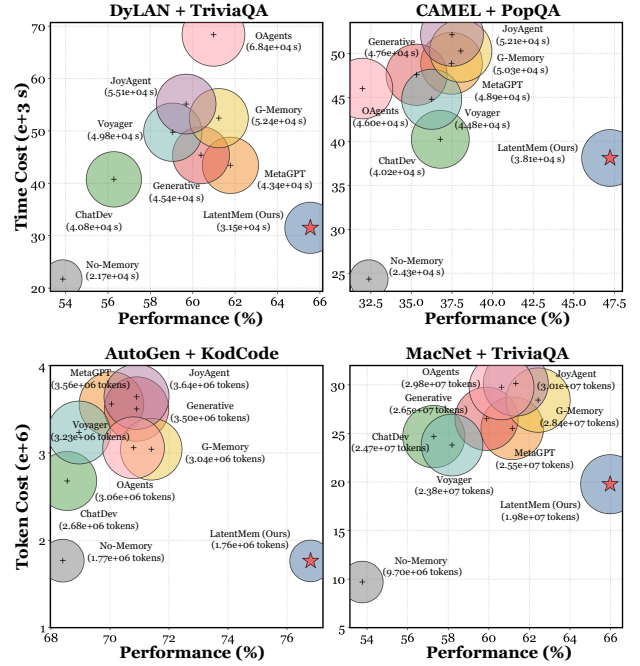 DyLAN + TriviaQA
Time Cost (e+3 s)
70
60
50
40
30
20
OAgents
(6.84e+04 s)
JoyAgent
(5.51e+04 s)
G-Memory
(5.24e+04 s)
Voyager
(4.98e+04 s)
Generative
(4.54e+04 s)
MetaGPT
(4.34e+04 s)
ChatDev
(4.08e+04 s)
LatentMem (Ours)
(3.15e+04 s)
No-Memory
(2.17e+04 s)
54 56 58 60 62 64 66
Performance (%)
CAMEL + PopQA
50
45
40
35
30
25
JoyAgent
(5.21e+04 s)
Generative
(4.76e+04 s)
G-Memory
(5.03e+04 s)
MetaGPT
(4.89e+04 s)
OAgents
(4.60e+04 s)
Voyager
(4.48e+04 s)
ChatDev
(4.02e+04 s)
LatentMem (Ours)
(3.81e+04 s)
No-Memory
(2.43e+04 s)
32.5 35.0 37.5 40.0 42.5 45.0 47.5
Performance (%)
AutoGen + KodCode
Token Cost (e+6)
4
3
2
1
MetaGPT
(3.56e+06 tokens)
JoyAgent
(3.64e+06 tokens)
Generative
(3.50e+06 tokens)
Voyager
(3.23e+06 tokens)
G-Memory
(3.04e+06 tokens)
OAgents
(3.06e+06 tokens)
ChatDev
(2.68e+06 tokens)
No-Memory
(1.77e+06 tokens)
LatentMem (Ours)
(1.76e+06 tokens)
68 70 72 74 76
Performance (%)
MacNet + TriviaQA
30
25
20
15
10
5
OAgents
(2.98e+07 tokens)
JoyAgent
(3.01e+07 tokens)
Generative
(2.65e+07 tokens)
G-Memory
(2.84e+07 tokens)
ChatDev
(2.47e+07 tokens)
MetaGPT
(2.55e+07 tokens)
Voyager
(2.38e+07 tokens)
LatentMem (Ours)
(1.98e+07 tokens)
No-Memory
(9.70e+06 tokens)
54 56 58 60 62 64 66
Performance (%)